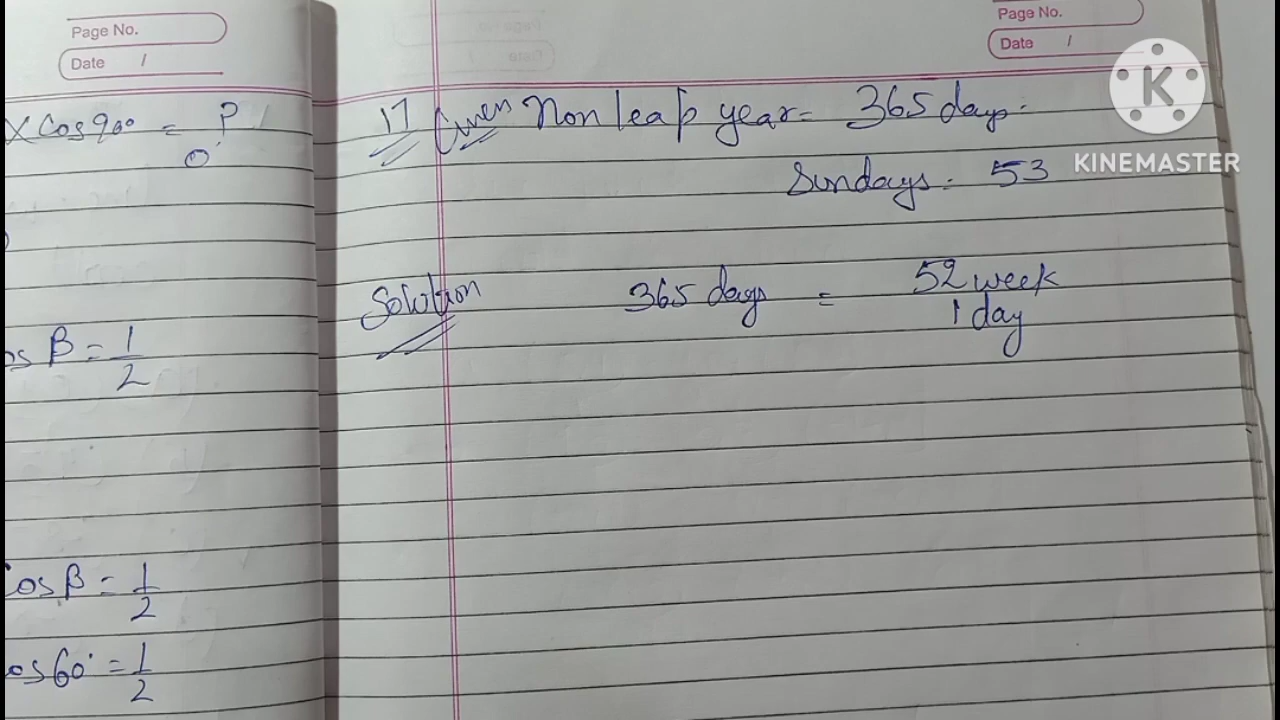 Page No.
Date /
x Cos 90° = ?
0
os β = 1/2
Cos β = 1/2
os 60° = 1/2
Page No.
Date /
17 Given Non leap year = 365 days.
Sundays = 53
Solution 365 days = 52 week
1 day
K
KINEMASTER